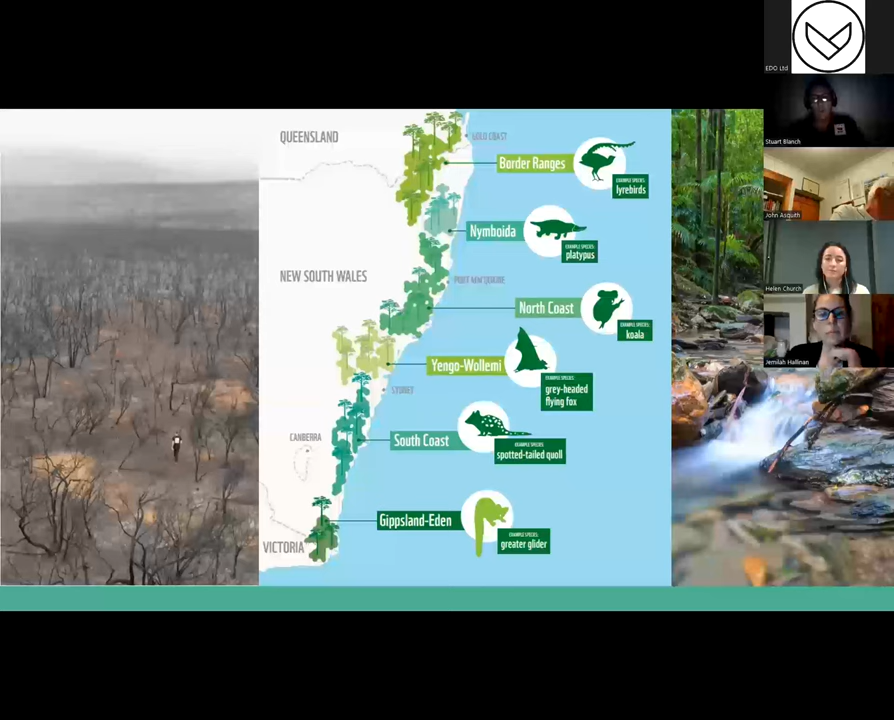 EDO Ltd
Stuart Blanch
John Asquith
Helen Church
Jemilah Hallinan
QUEENSLAND
GOLD COAST
Border Ranges
EXAMPLE SPECIES:
lyrebirds
Nymboida
EXAMPLE SPECIES:
platypus
NEW SOUTH WALES
PORT MACQUARIE
North Coast
EXAMPLE SPECIES:
koala
Yengo-Wollemi
EXAMPLE SPECIES:
grey-headed
flying fox
SYDNEY
CANBERRA
South Coast
EXAMPLE SPECIES:
spotted-tailed quoll
Gippsland-Eden
EXAMPLE SPECIES:
greater glider
VICTORIA